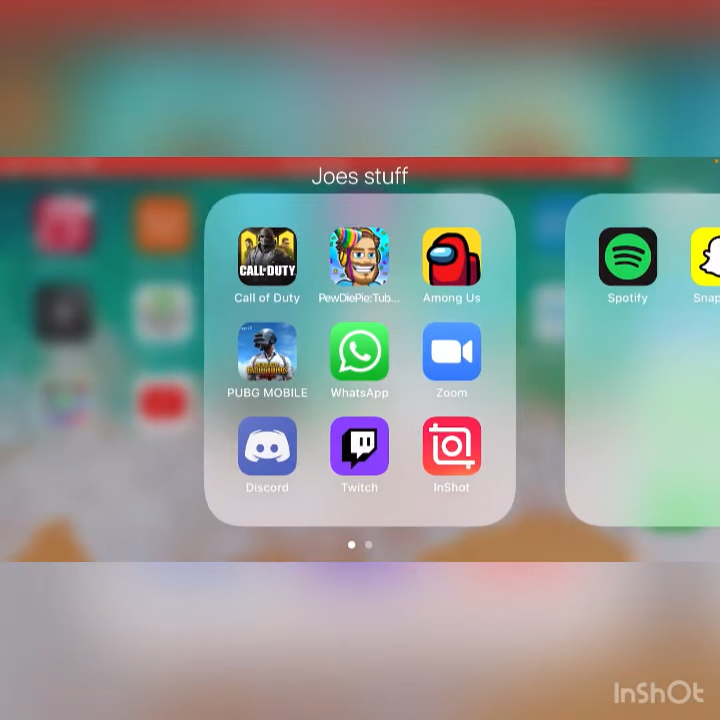 Joes stuff
CALL OF DUTY
Call of Duty
PewDiePie:Tub...
Among Us
Spotify
Snap
PUBG MOBILE
WhatsApp
Zoom
Discord
Twitch
InShot
InShOt